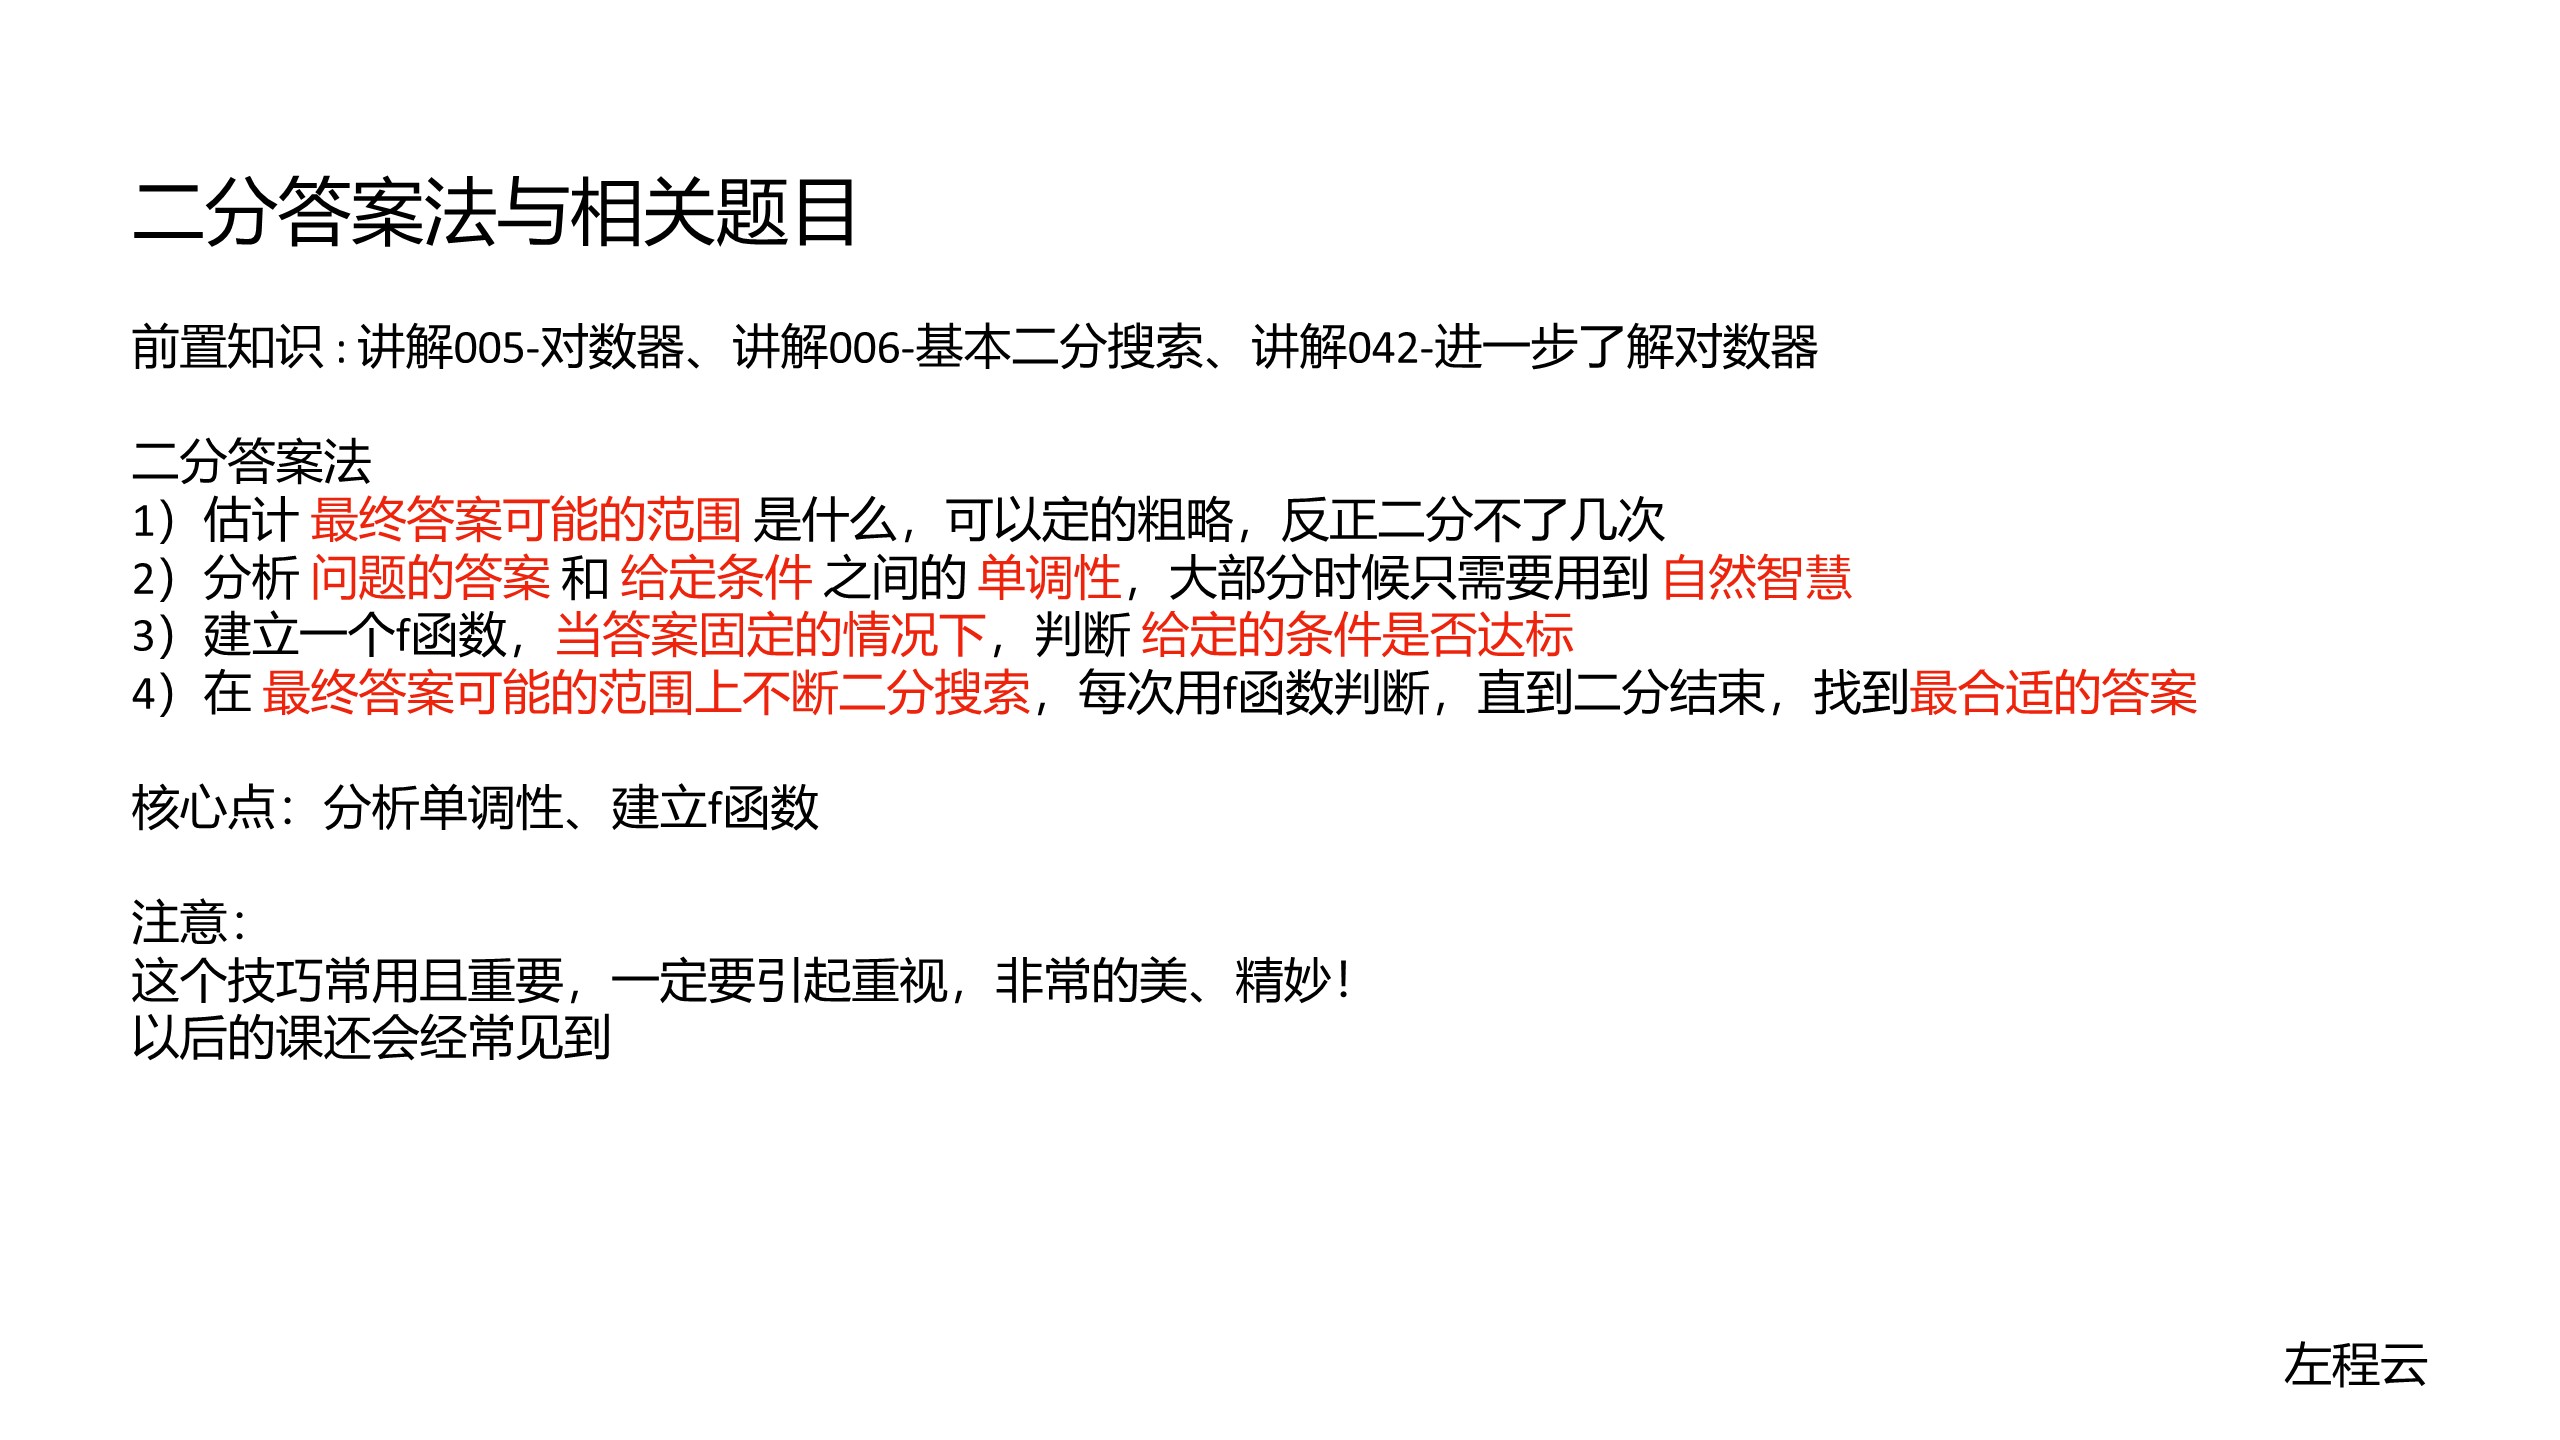 二分答案法与相关题目
前置知识 : 讲解005-对数器、讲解006-基本二分搜索、讲解042-进一步了解对数器
二分答案法
1）估计 最终答案可能的范围 是什么，可以定的粗略，反正二分不了几次
2）分析 问题的答案 和 给定条件 之间的 单调性，大部分时候只需要用到 自然智慧
3）建立一个f函数，当答案固定的情况下，判断 给定的条件是否达标
4）在 最终答案可能的范围上不断二分搜索，每次用f函数判断，直到二分结束，找到最合适的答案
核心点：分析单调性、建立f函数
注意：
这个技巧常用且重要，一定要引起重视，非常的美、精妙！
以后的课还会经常见到
左程云